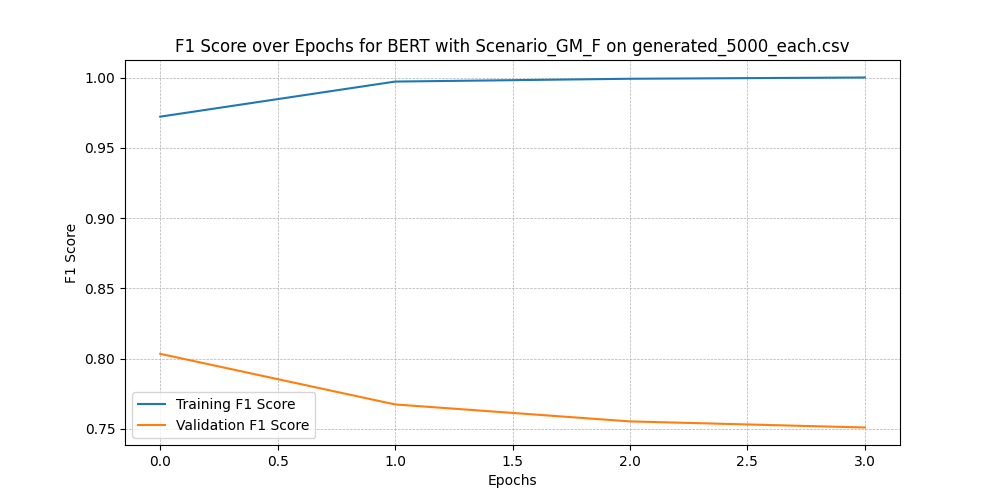 F1 Score over Epochs for BERT with Scenario_GM_F on generated_5000_each.csv
1.00
0.95
0.90
0.85
0.80
0.75
F1 Score
Training F1 Score
Validation F1 Score
0.0 0.5 1.0 1.5 2.0 2.5 3.0
Epochs